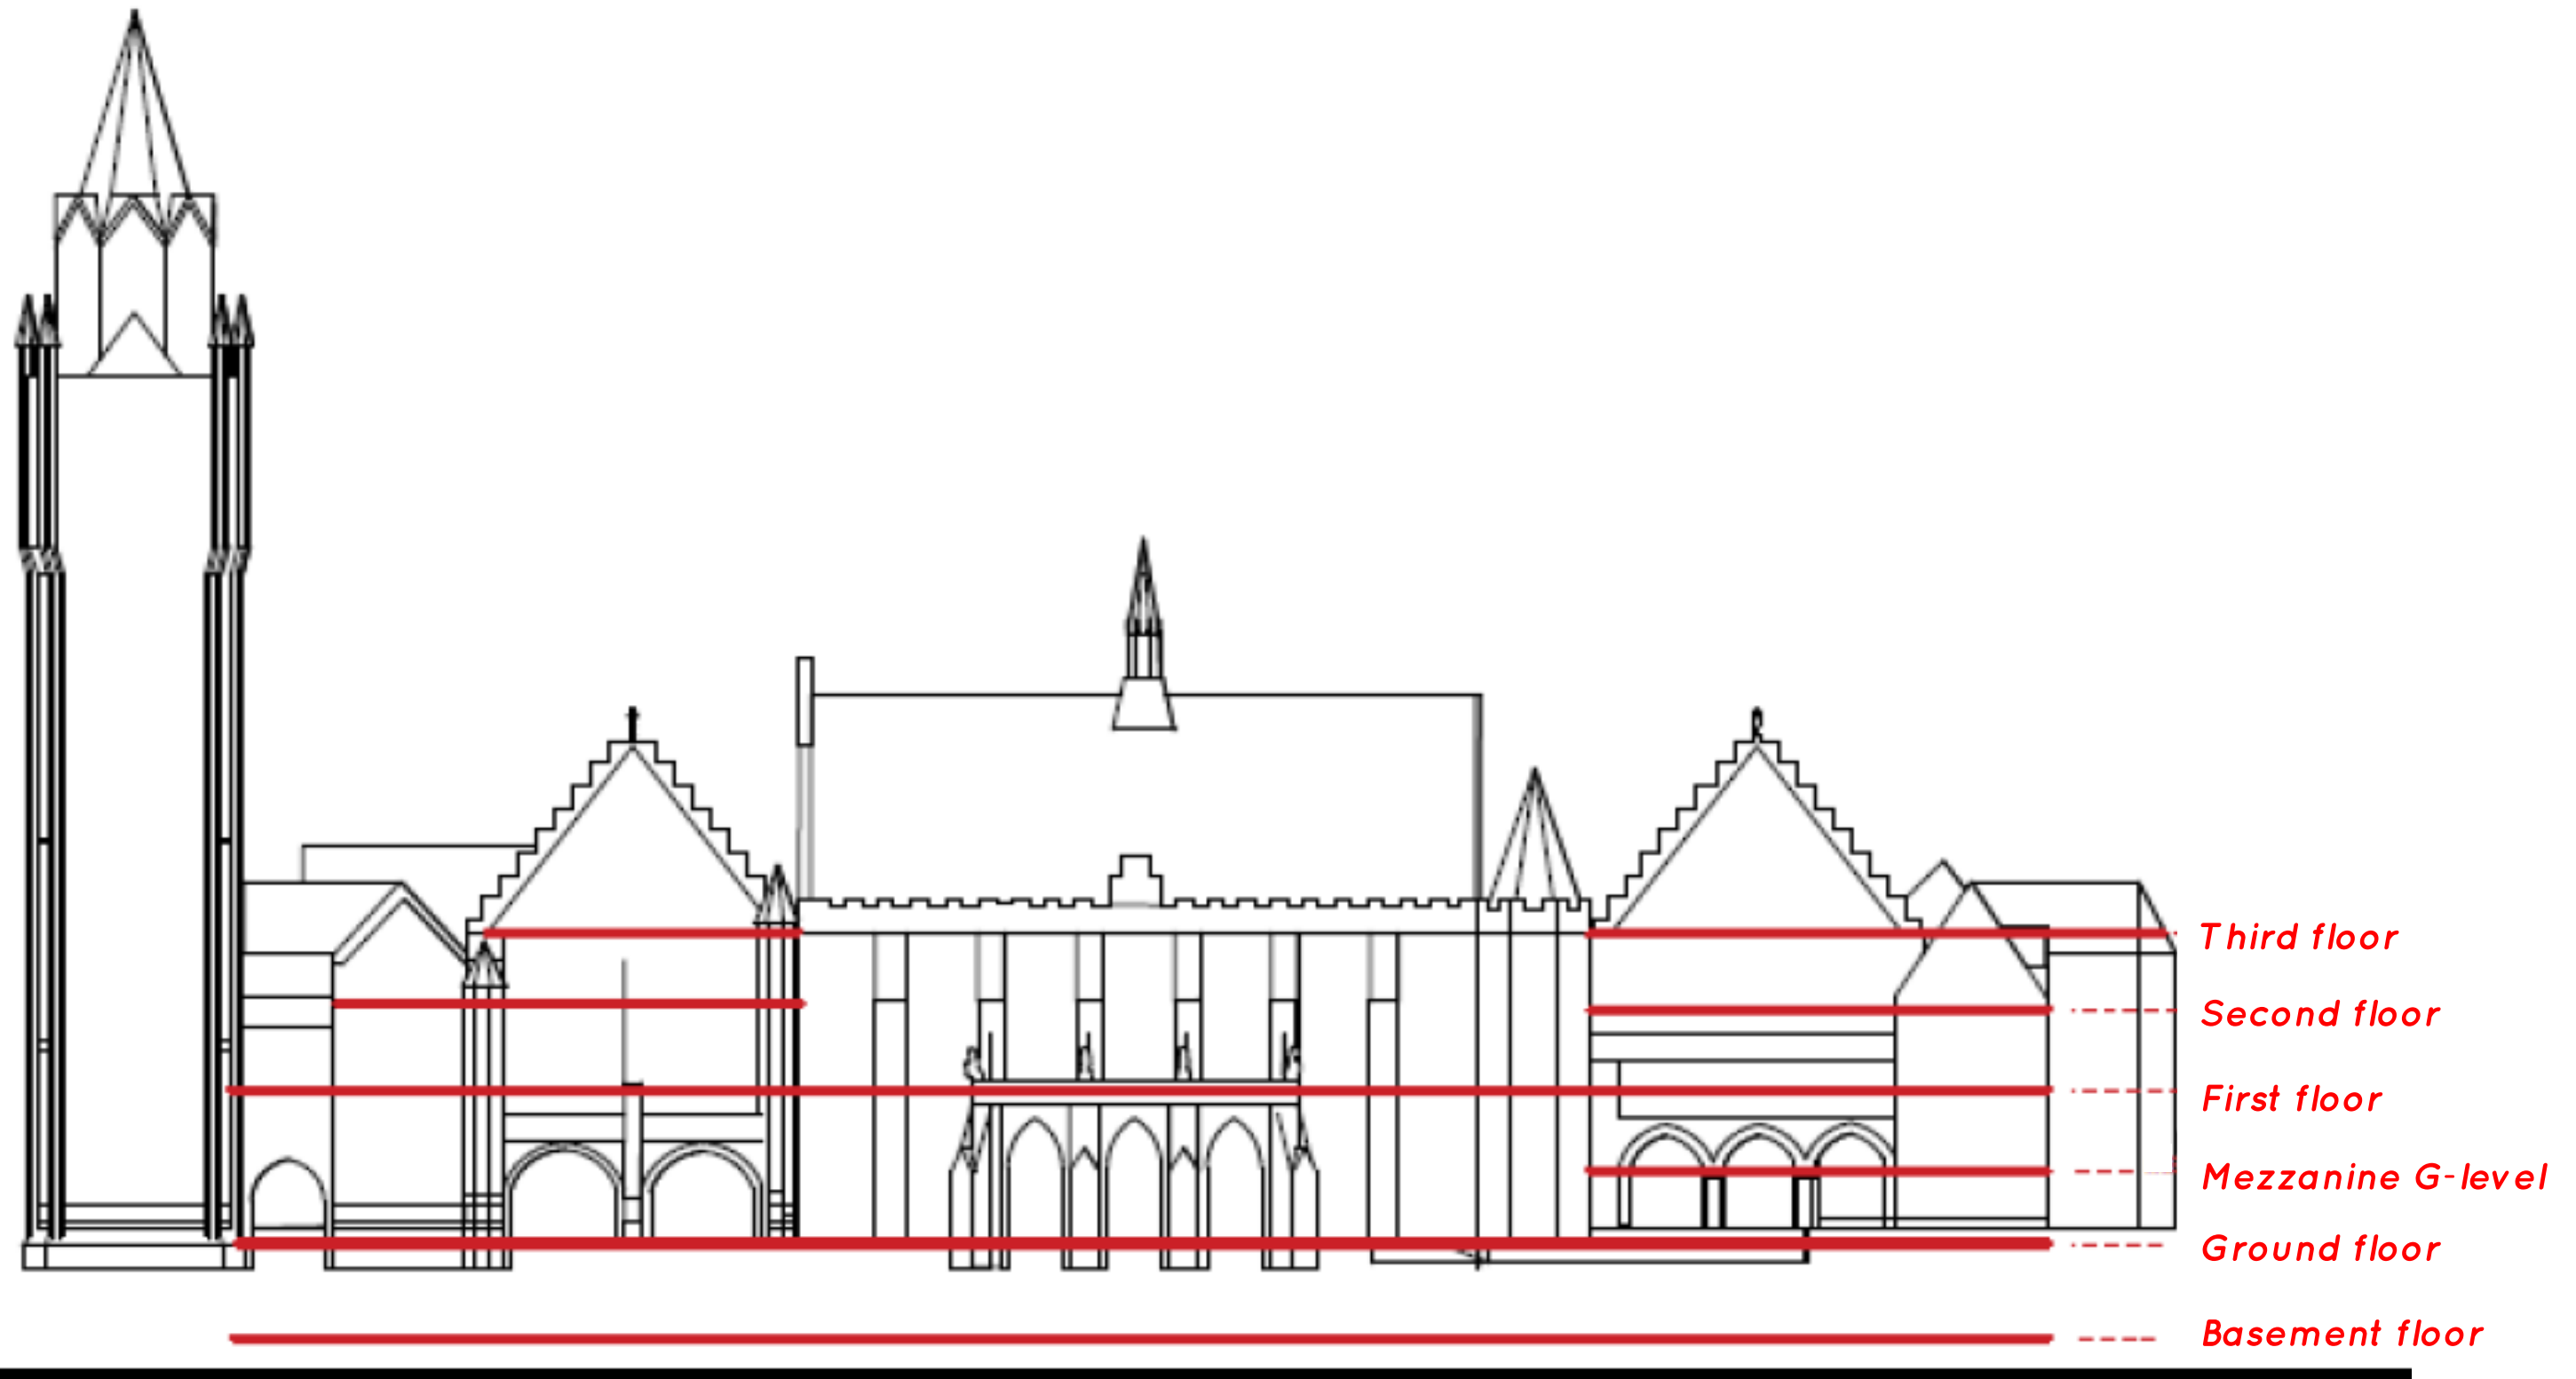 Third floor
Second floor
First floor
Mezzanine G-level
Ground floor
Basement floor